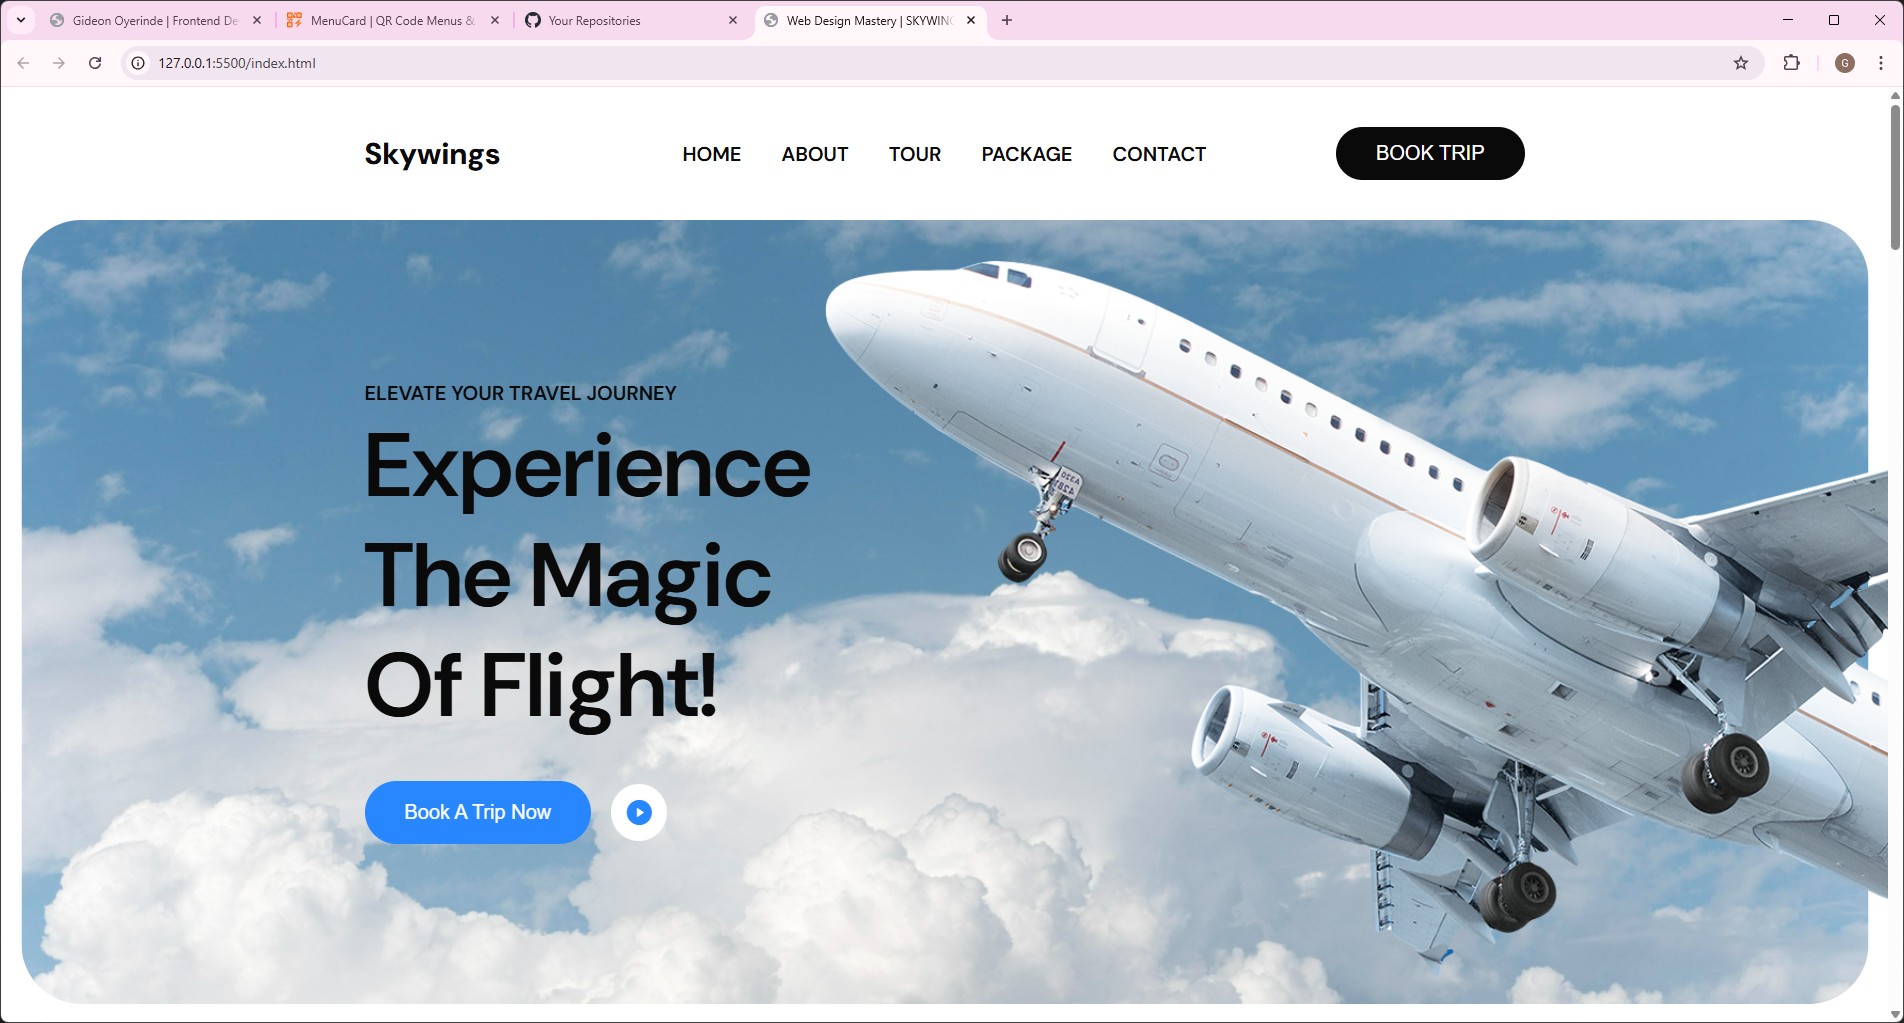 Gideon Oyerinde | Frontend De
MenuCard | QR Code Menus &
Your Repositories
Web Design Mastery | SKYWING
127.0.0.1:5500/index.html
G
Skywings
HOME
ABOUT
TOUR
PACKAGE
CONTACT
BOOK TRIP
ELEVATE YOUR TRAVEL JOURNEY
Experience
The Magic
Of Flight!
Book A Trip Now